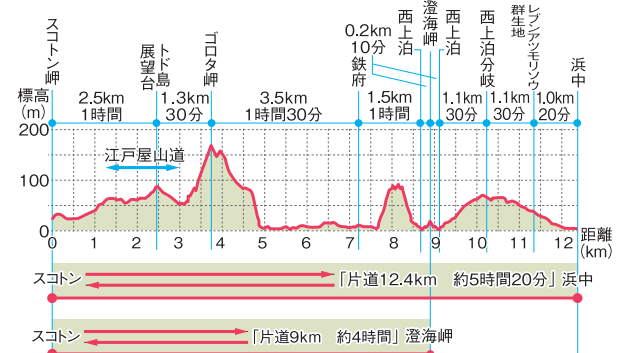 スコトン岬
トド島
展望台
ゴロタ岬
鉄府
0.2km
10分
西上泊
澄海岬
西上泊
西上泊分岐
レブンアツモリソウ
群生地
浜中
標高
(m)
2.5km
1時間
1.3km
30分
3.5km
1時間30分
1.5km
1時間
1.1km
30分
1.1km
30分
1.0km
20分
江戸屋山道
200
100
0
0 1 2 3 4 5 6 7 8 9 10 11 12
距離
(km)
スコトン 「片道12.4km 約5時間20分」浜中
スコトン 「片道9km 約4時間」澄海岬